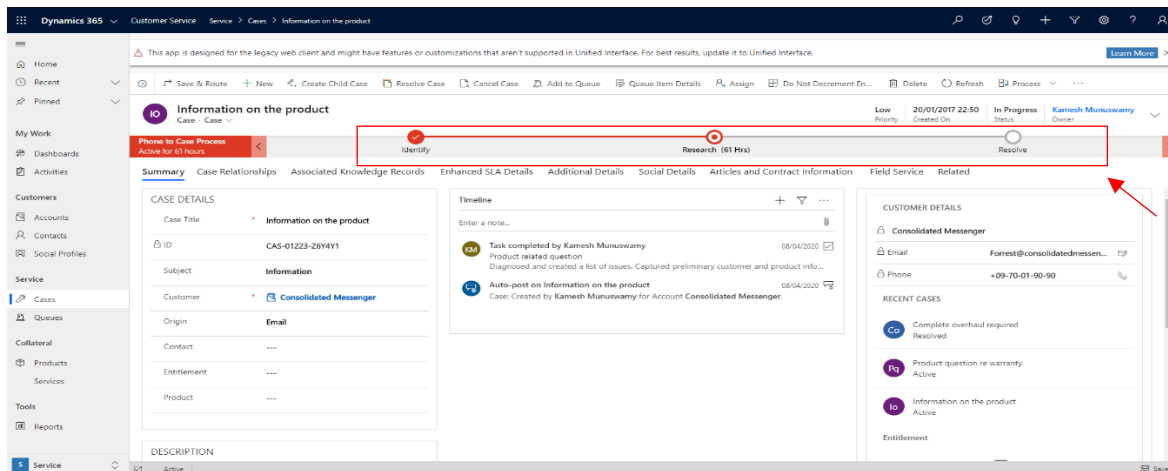 Dynamics 365 Customer Service Service > Cases > Information on the product
This app is designed for the legacy web client and might have features or customizations that aren't supported in Unified Interface. For best results, update it to Unified Interface. Learn More
Home
Recent
Pinned
My Work
Dashboards
Activities
Customers
Accounts
Contacts
Social Profiles
Service
Cases
Queues
Collateral
Products
Services
Tools
Reports
S Service
Save & Route New Create Child Case Resolve Case Cancel Case Add to Queue Queue Item Details Assign Do Not Decrement En... Delete Refresh Process ...
IO Information on the product
Case · Case
Low 20/01/2017 22:50 In Progress Kamesh Munuswamy
Priority Created On Status Owner
Phone to Case Process
Active for 61 hours
Identify Research (61 Hrs) Resolve
Summary Case Relationships Associated Knowledge Records Enhanced SLA Details Additional Details Social Details Articles and Contract Information Field Service Related
CASE DETAILS
Case Title * Information on the product
ID CAS-01223-Z6Y4Y1
Subject Information
Customer * Consolidated Messenger
Origin Email
Contact ---
Entitlement ---
Product ---
DESCRIPTION
Timeline
Enter a note...
KM Task completed by Kamesh Munuswamy 08/04/2020
Product related question
Diagnosed and created a list of issues. Captured preliminary customer and product info...
Auto-post on Information on the product 08/04/2020
Case: Created by Kamesh Munuswamy for Account Consolidated Messenger.
CUSTOMER DETAILS
Consolidated Messenger
Email Forrest@consolidatedmessen...
Phone +09-70-01-90-90
RECENT CASES
Co Complete overhaul required
Resolved
Pq Product question re warranty
Active
Io Information on the product
Active
Entitlement
Active Save